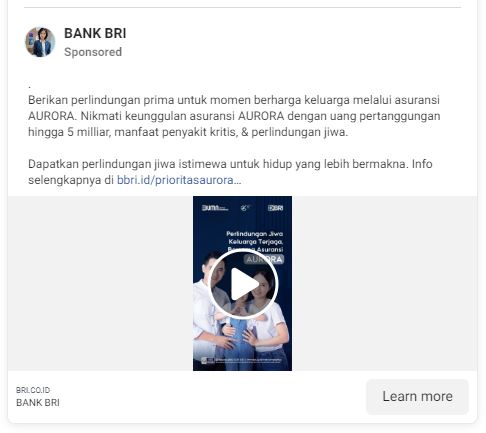 BANK BRI
Sponsored
.
Berikan perlindungan prima untuk momen berharga keluarga melalui asuransi
AURORA. Nikmati keunggulan asuransi AURORA dengan uang pertanggungan
hingga 5 milliar, manfaat penyakit kritis, & perlindungan jiwa.
Dapatkan perlindungan jiwa istimewa untuk hidup yang lebih bermakna. Info
selengkapnya di bbri.id/prioritasaurora...
BUMN
BRI
Perlindungan Jiwa
Keluarga Terjaga,
Asuransi
AURORA
BRI.CO.ID
BANK BRI
Learn more